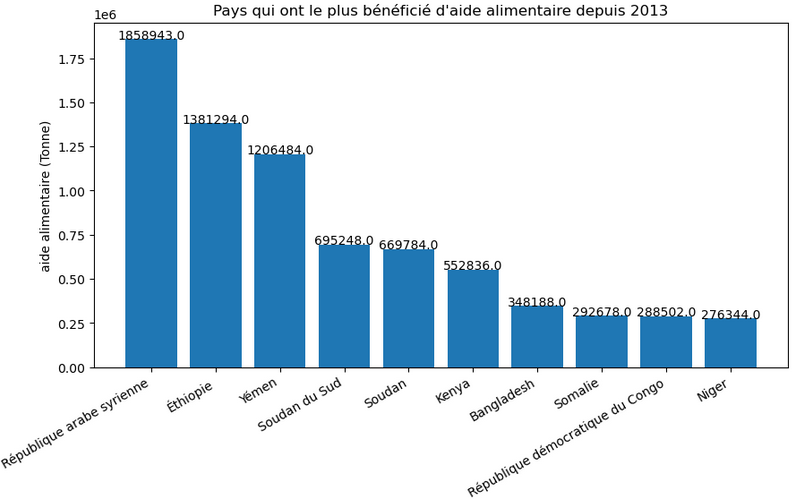 Pays qui ont le plus bénéficié d'aide alimentaire depuis 2013
1e6
aide alimentaire (Tonne)
1.75
1.50
1.25
1.00
0.75
0.50
0.25
0.00
1858943.0
1381294.0
1206484.0
695248.0
669784.0
552836.0
348188.0
292678.0
288502.0
276344.0
République arabe syrienne
Éthiopie
Yémen
Soudan du Sud
Soudan
Kenya
Bangladesh
Somalie
République démocratique du Congo
Niger